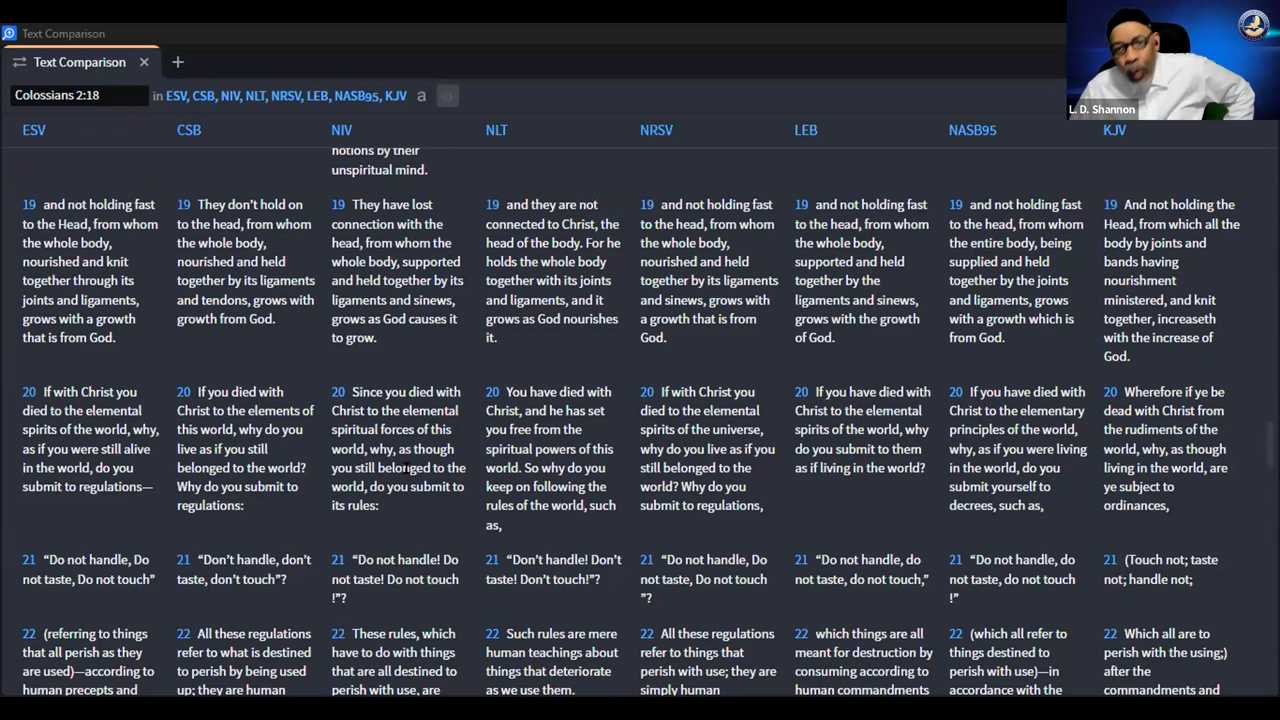 Text Comparison
Text Comparison
Colossians 2:18
in ESV, CSB, NIV, NLT, NRSV, LEB, NASB95, KJV a
L. D. Shannon
ESV
CSB
NIV
NLT
NRSV
LEB
NASB95
KJV
notions by their
unspiritual mind.
19 and not holding fast
to the Head, from whom
the whole body,
nourished and knit
together through its
joints and ligaments,
grows with a growth
that is from God.
19 They don’t hold on
to the head, from whom
the whole body,
nourished and held
together by its ligaments
and tendons, grows with
growth from God.
19 They have lost
connection with the
head, from whom the
whole body, supported
and held together by its
ligaments and sinews,
grows as God causes it
to grow.
19 and they are not
connected to Christ, the
head of the body. For he
holds the whole body
together with its joints
and ligaments, and it
grows as God nourishes
it.
19 and not holding fast
to the head, from whom
the whole body,
nourished and held
together by its ligaments
and sinews, grows with
a growth that is from
God.
19 and not holding fast
to the head, from whom
the whole body,
supported and held
together by the
ligaments and sinews,
grows with the growth
of God.
19 and not holding fast
to the head, from whom
the entire body, being
supplied and held
together by the joints
and ligaments, grows
with a growth which is
from God.
19 And not holding the
Head, from which all the
body by joints and
bands having
nourishment
ministered, and knit
together, increaseth
with the increase of
God.
20 If with Christ you
died to the elemental
spirits of the world, why,
as if you were still alive
in the world, do you
submit to regulations—
20 If you died with
Christ to the elements of
this world, why do you
live as if you still
belonged to the world?
Why do you submit to
regulations:
20 Since you died with
Christ to the elemental
spiritual forces of this
world, why, as though
you still belonged to the
world, do you submit to
its rules:
20 You have died with
Christ, and he has set
you free from the
spiritual powers of this
world. So why do you
keep on following the
rules of the world, such
as,
20 If with Christ you
died to the elemental
spirits of the universe,
why do you live as if you
still belonged to the
world? Why do you
submit to regulations,
20 If you have died with
Christ to the elemental
spirits of the world, why
do you submit to them
as if living in the world?
20 If you have died with
Christ to the elementary
principles of the world,
why, as if you were living
in the world, do you
submit yourself to
decrees, such as,
20 Wherefore if ye be
dead with Christ from
the rudiments of the
world, why, as though
living in the world, are
ye subject to
ordinances,
21 “Do not handle, Do
not taste, Do not touch”
21 “Don’t handle, don’t
taste, don’t touch”?
21 “Do not handle! Do
not taste! Do not touch
!”?
21 “Don’t handle! Don’t
taste! Don’t touch!”?
21 “Do not handle, Do
not taste, Do not touch
”?
21 “Do not handle, do
not taste, do not touch,”
21 “Do not handle, do
not taste, do not touch
!”
21 (Touch not; taste
not; handle not;
22 (referring to things
that all perish as they
are used)—according to
human precepts and
22 All these regulations
refer to what is destined
to perish by being used
up; they are human
22 These rules, which
have to do with things
that are all destined to
perish with use, are
22 Such rules are mere
human teachings about
things that deteriorate
as we use them.
22 All these regulations
refer to things that
perish with use; they are
simply human
22 which things are all
meant for destruction by
consuming according to
human commandments
22 (which all refer to
things destined to
perish with use)—in
accordance with the
22 Which all are to
perish with the using;)
after the
commandments and